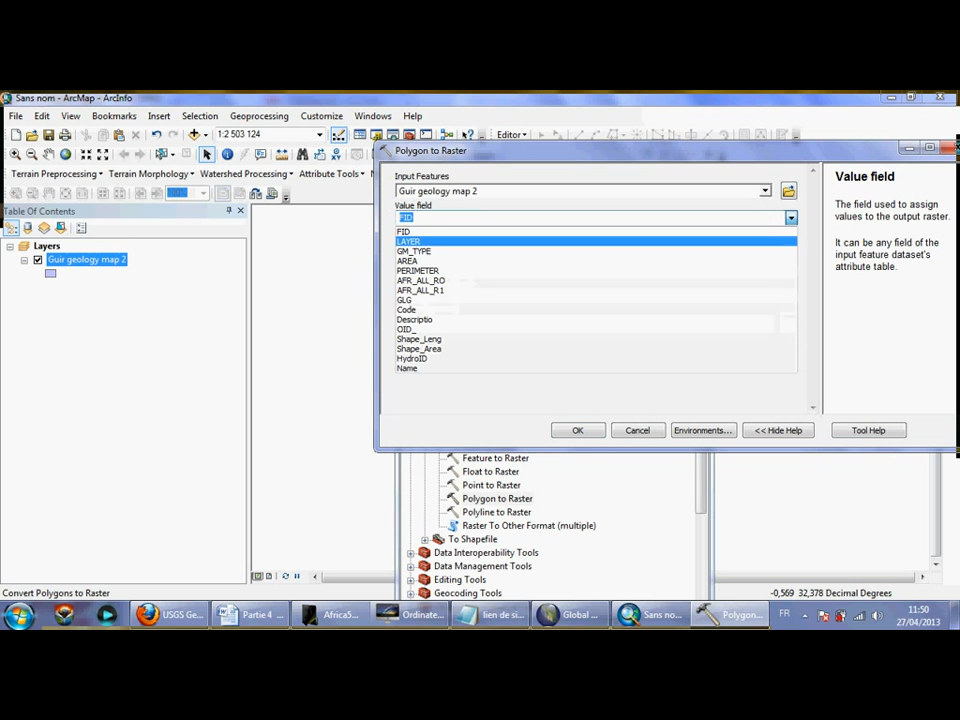 Sans nom - ArcMap - ArcInfo
File Edit View Bookmarks Insert Selection Geoprocessing Customize Windows Help
1:2 503 124
Editor
Terrain Preprocessing Terrain Morphology Watershed Processing Attribute Tools
Table Of Contents
Layers
Guir geology map 2
Polygon to Raster
Input Features
Guir geology map 2
Value field
FID
FID
LAYER
GM_TYPE
AREA
PERIMETER
AFR_ALL_RO
AFR_ALL_R1
GLG
Code
Descriptio
OID_
Shape_Leng
Shape_Area
HydroID
Name
OK Cancel Environments... << Hide Help Tool Help
Value field
The field used to assign
values to the output raster.
It can be any field of the
input feature dataset's
attribute table.
Feature to Raster
Float to Raster
Point to Raster
Polygon to Raster
Polyline to Raster
Raster To Other Format (multiple)
To Shapefile
Data Interoperability Tools
Data Management Tools
Editing Tools
Geocoding Tools
Convert Polygons to Raster
-0,569 32,378 Decimal Degrees
USGS Ge... Partie 4 ... Africa5... Ordinate... lien de si... Global ... Sans no... Polygon... FR
11:50
27/04/2013